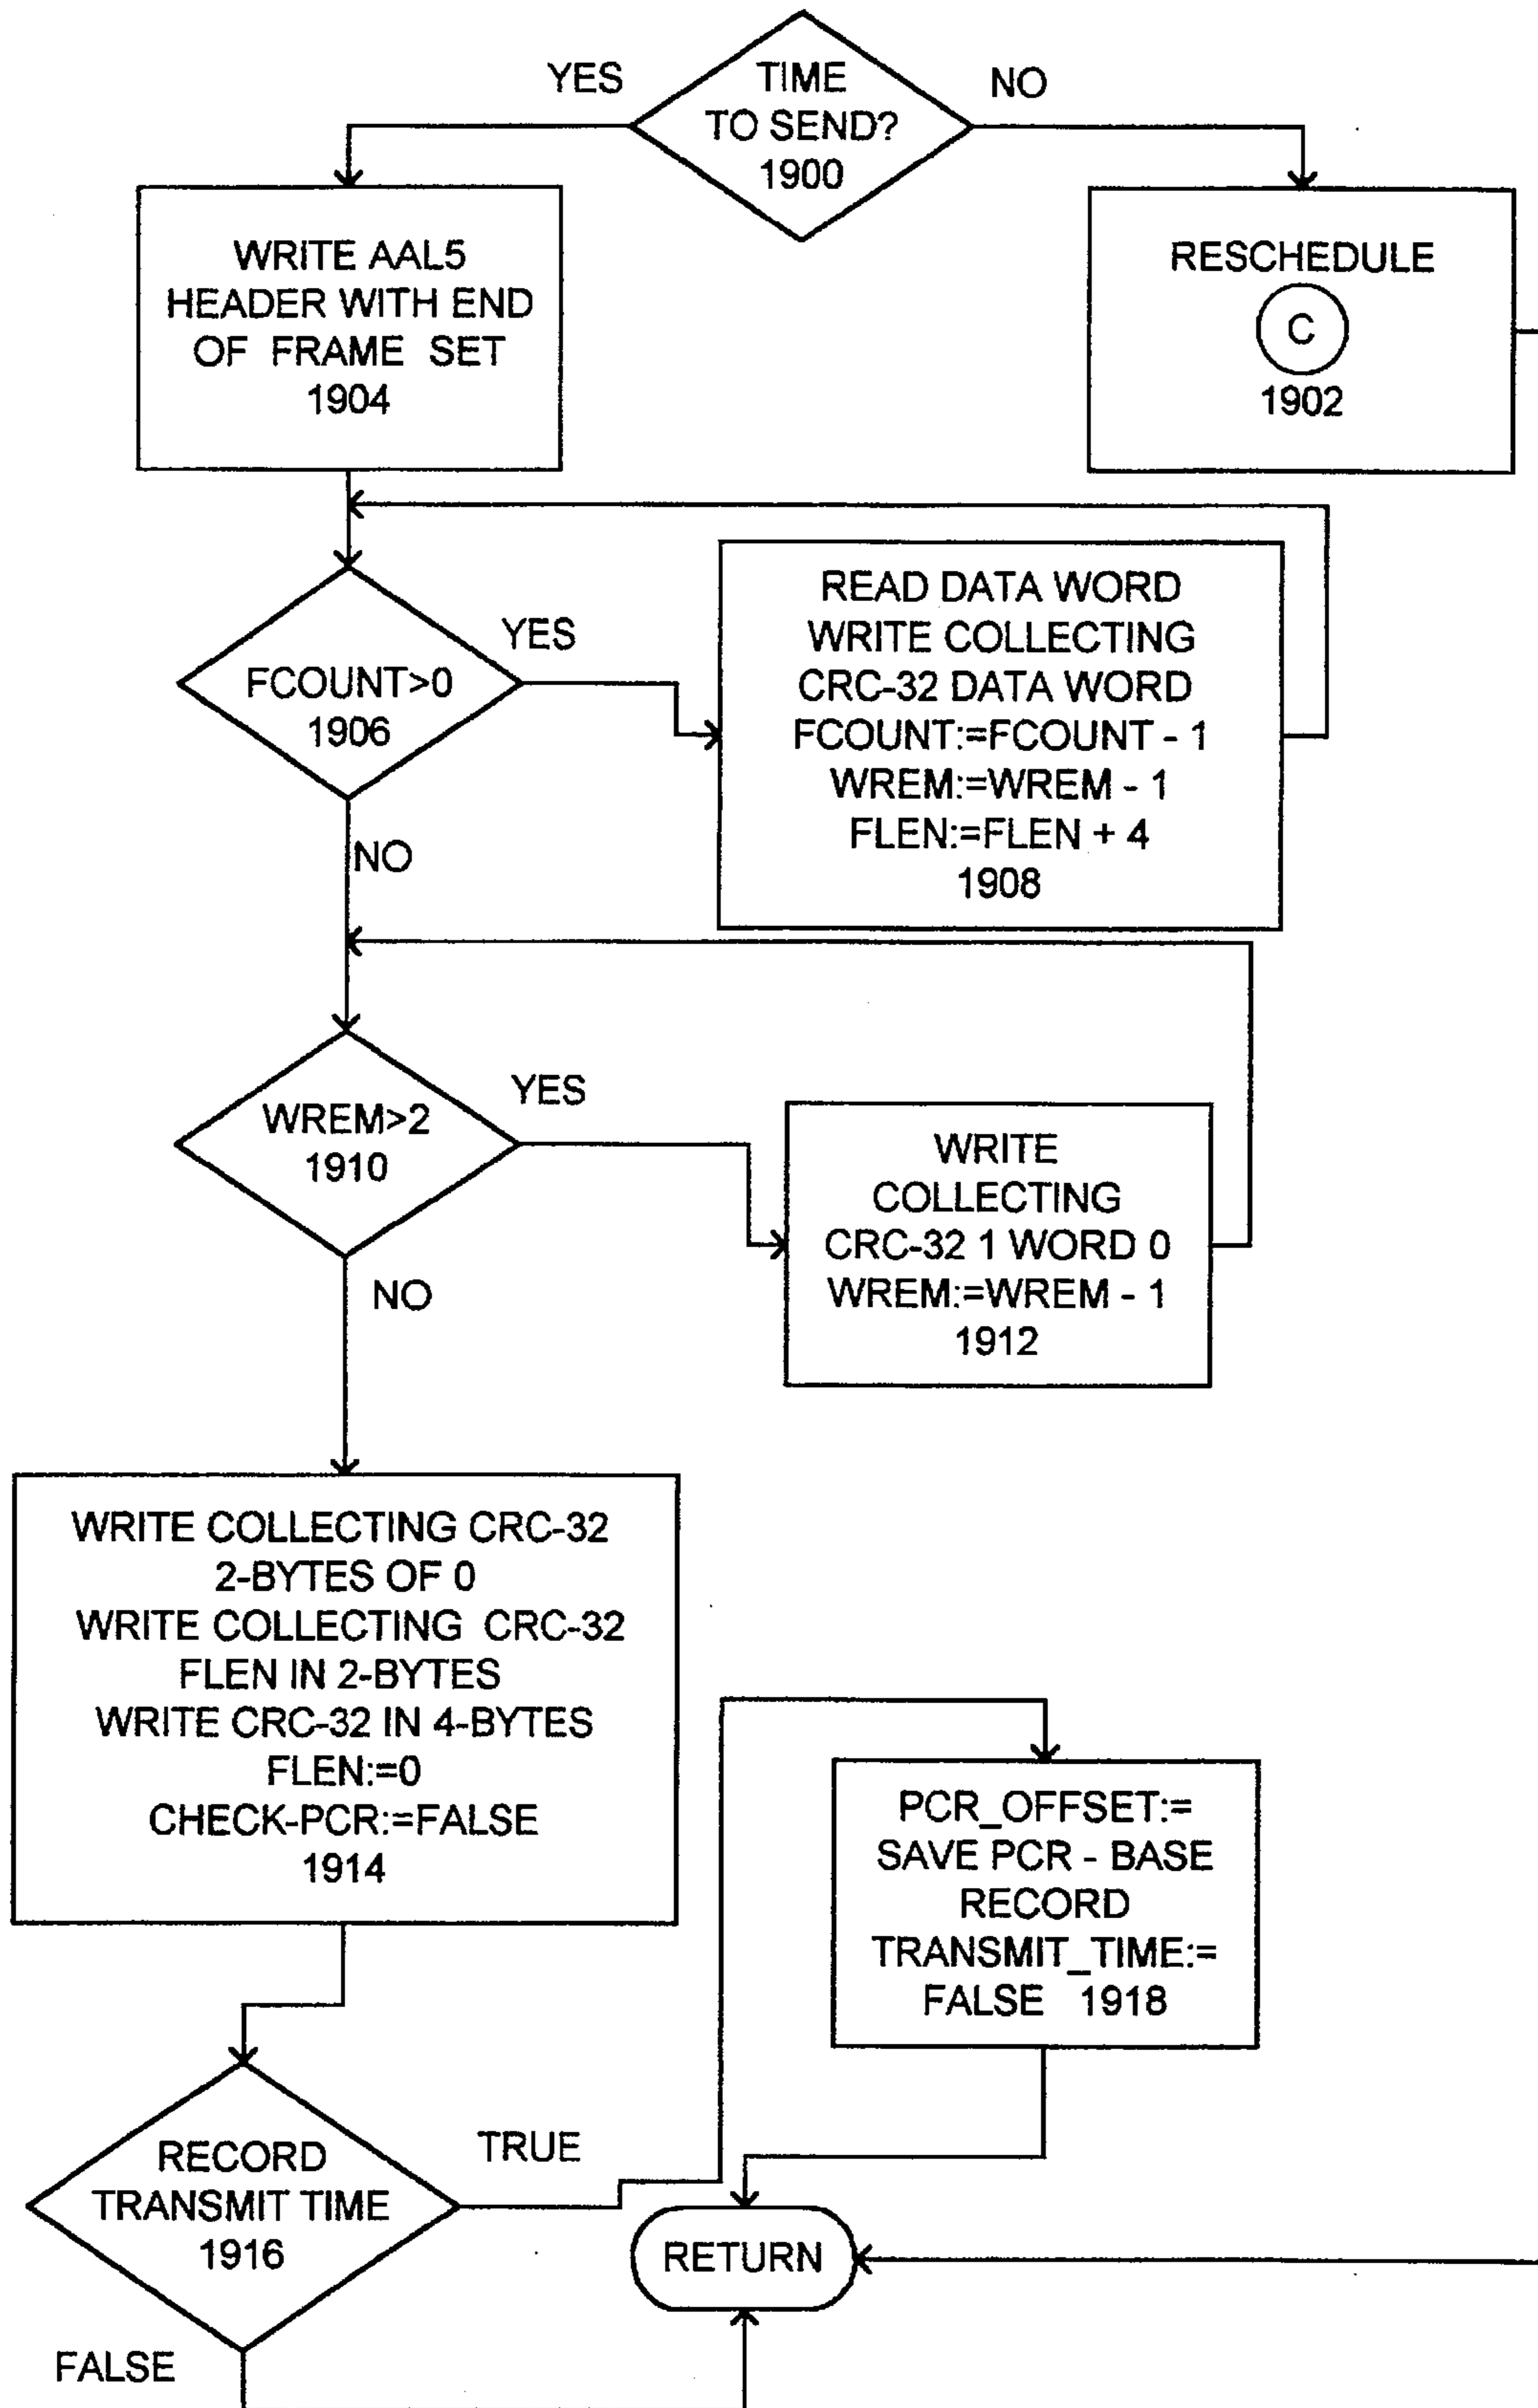 TIME
TO SEND?
1900
YES
NO
WRITE AAL5
HEADER WITH END
OF FRAME SET
1904
RESCHEDULE
C
1902
FCOUNT>0
1906
YES
NO
READ DATA WORD
WRITE COLLECTING
CRC-32 DATA WORD
FCOUNT:=FCOUNT - 1
WREM:=WREM - 1
FLEN:=FLEN + 4
1908
WREM>2
1910
YES
NO
WRITE
COLLECTING
CRC-32 1 WORD 0
WREM:=WREM - 1
1912
WRITE COLLECTING CRC-32
2-BYTES OF 0
WRITE COLLECTING CRC-32
FLEN IN 2-BYTES
WRITE CRC-32 IN 4-BYTES
FLEN:=0
CHECK-PCR:=FALSE
1914
PCR_OFFSET:=
SAVE PCR - BASE
RECORD
TRANSMIT_TIME:=
FALSE 1918
RECORD
TRANSMIT TIME
1916
TRUE
FALSE
RETURN